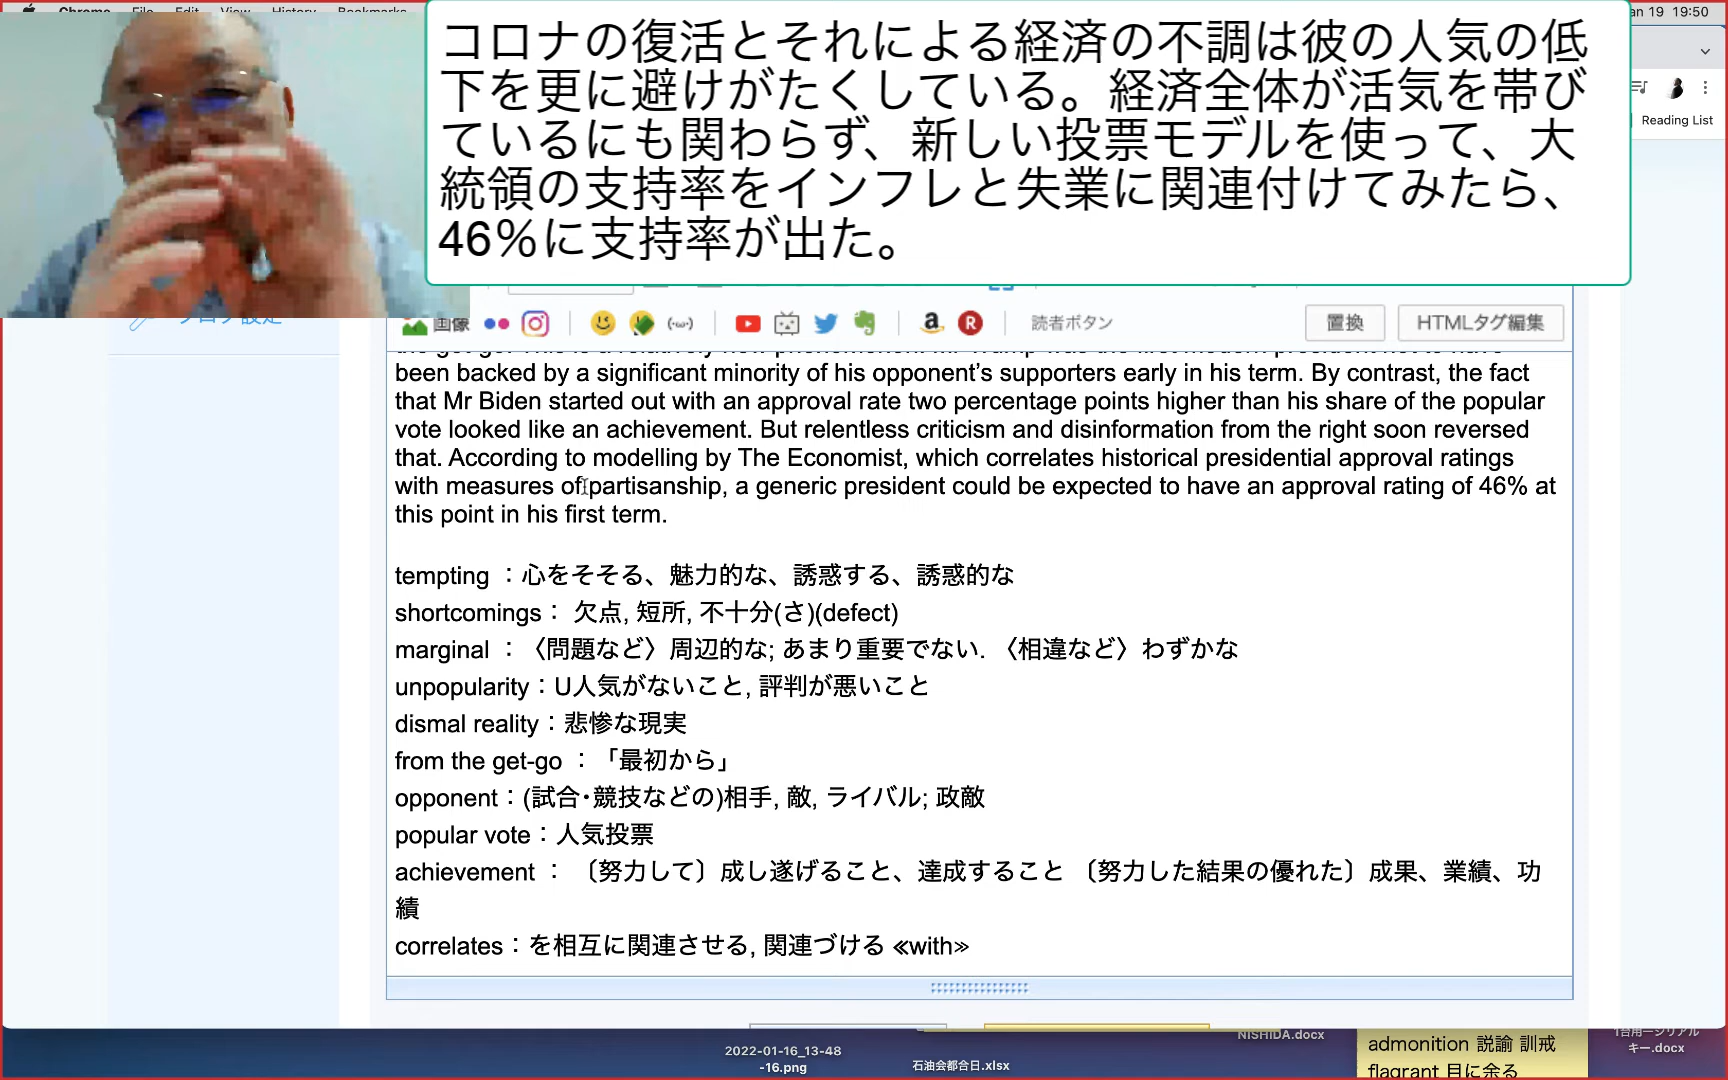 Chrome File Edit View History Bookmarks
an 19 19:50
コロナの復活とそれによる経済の不調は彼の人気の低
下を更に避けがたくしている。経済全体が活気を帯び
ているにも関わらず、新しい投票モデルを使って、大
統領の支持率をインフレと失業に関連付けてみたら、
46%に支持率が出た。
Reading List
画像
読者ボタン
置換
HTMLタグ編集
been backed by a significant minority of his opponent’s supporters early in his term. By contrast, the fact
that Mr Biden started out with an approval rate two percentage points higher than his share of the popular
vote looked like an achievement. But relentless criticism and disinformation from the right soon reversed
that. According to modelling by The Economist, which correlates historical presidential approval ratings
with measures of partisanship, a generic president could be expected to have an approval rating of 46% at
this point in his first term.
tempting ：心をそそる、魅力的な、誘惑する、誘惑的な
shortcomings： 欠点, 短所, 不十分(さ)(defect)
marginal ：〈問題など〉周辺的な; あまり重要でない. 〈相違など〉わずかな
unpopularity：U人気がないこと, 評判が悪いこと
dismal reality：悲惨な現実
from the get-go ：「最初から」
opponent：(試合･競技などの)相手, 敵, ライバル; 政敵
popular vote：人気投票
achievement ： 〔努力して〕成し遂げること、達成すること 〔努力した結果の優れた〕成果、業績、功
績
correlates：を相互に関連させる, 関連づける ≪with≫
2022-01-16_13-48
-16.png
石油会都合日.xlsx
NISHIDA.docx
admonition 説諭 訓戒
flagrant 目に余る
キー.docx